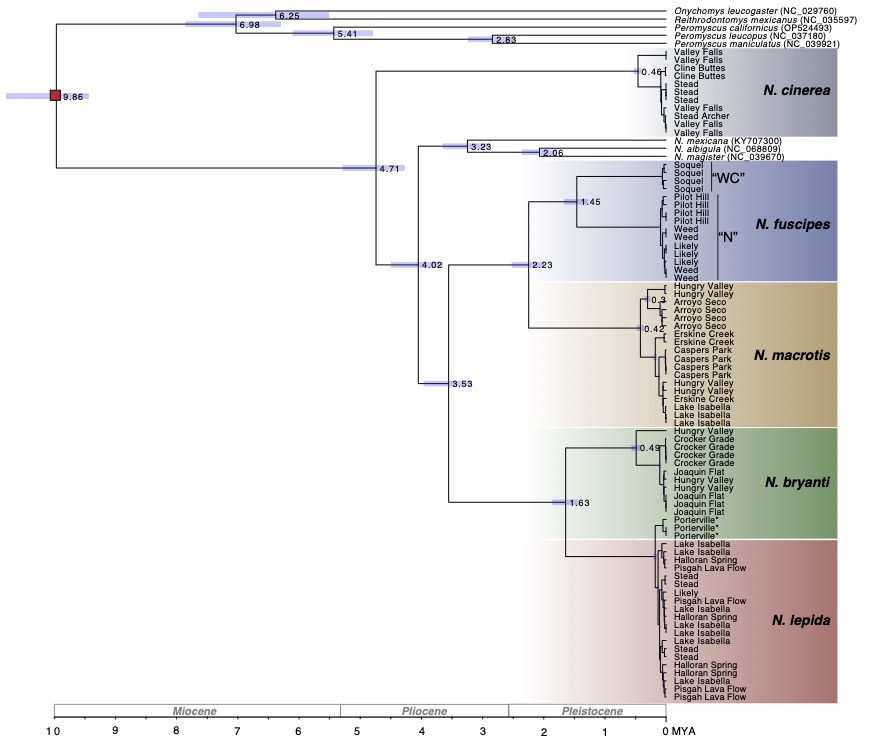 Onychomys leucogaster (NC_029760)
6.25
Reithrodontomys mexicanus (NC_035597)
6.98
Peromyscus californicus (OP524493)
5.41
Peromyscus leucopus (NC_037180)
2.83
Peromyscus maniculatus (NC_039921)
Valley Falls
Valley Falls
Cline Buttes
0.46
Cline Buttes
Stead
N. cinerea
Stead
9.86
Stead
Valley Falls
Stead Archer
Valley Falls
Valley Falls
N. mexicana (KY707300)
3.23
N. albigula (NC_068809)
2.06
N. magister (NC_039670)
4.71
Soquel
Soquel
“WC”
Soquel
Soquel
Pilot Hill
1.45
Pilot Hill
Pilot Hill
Pilot Hill
N. fuscipes
Weed
Weed
“N”
Likely
Likely
4.02
2.23
Likely
Weed
Weed
Hungry Valley
Hungry Valley
0.3
Arroyo Seco
Arroyo Seco
Arroyo Seco
Arroyo Seco
0.42
Erskine Creek
Erskine Creek
Caspers Park
N. macrotis
Caspers Park
Caspers Park
Caspers Park
3.53
Hungry Valley
Hungry Valley
Erskine Creek
Lake Isabella
Lake Isabella
Lake Isabella
Hungry Valley
Crocker Grade
0.49
Crocker Grade
Crocker Grade
Crocker Grade
Joaquin Flat
Hungry Valley
N. bryanti
Hungry Valley
Joaquin Flat
1.63
Joaquin Flat
Joaquin Flat
Porterville*
Porterville*
Porterville*
Lake Isabella
Lake Isabella
Halloran Spring
Pisgah Lava Flow
Stead
Stead
Likely
Pisgah Lava Flow
Lake Isabella
Halloran Spring
N. lepida
Lake Isabella
Lake Isabella
Lake Isabella
Stead
Stead
Halloran Spring
Halloran Spring
Lake Isabella
Pisgah Lava Flow
Pisgah Lava Flow
Miocene Pliocene Pleistocene
10 9 8 7 6 5 4 3 2 1 0 MYA